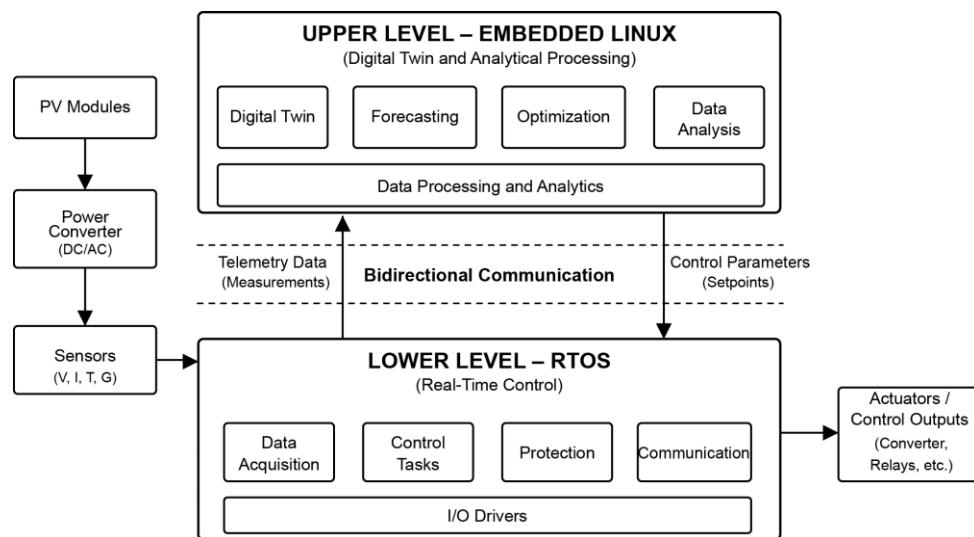 UPPER LEVEL – EMBEDDED LINUX
(Digital Twin and Analytical Processing)
PV Modules
Digital Twin
Forecasting
Optimization
Data
Analysis
Data Processing and Analytics
Power
Converter
(DC/AC)
Telemetry Data
(Measurements)
Bidirectional Communication
Control Parameters
(Setpoints)
Sensors
(V, I, T, G)
LOWER LEVEL – RTOS
(Real-Time Control)
Data
Acquisition
Control
Tasks
Protection
Communication
I/O Drivers
Actuators /
Control Outputs
(Converter,
Relays, etc.)